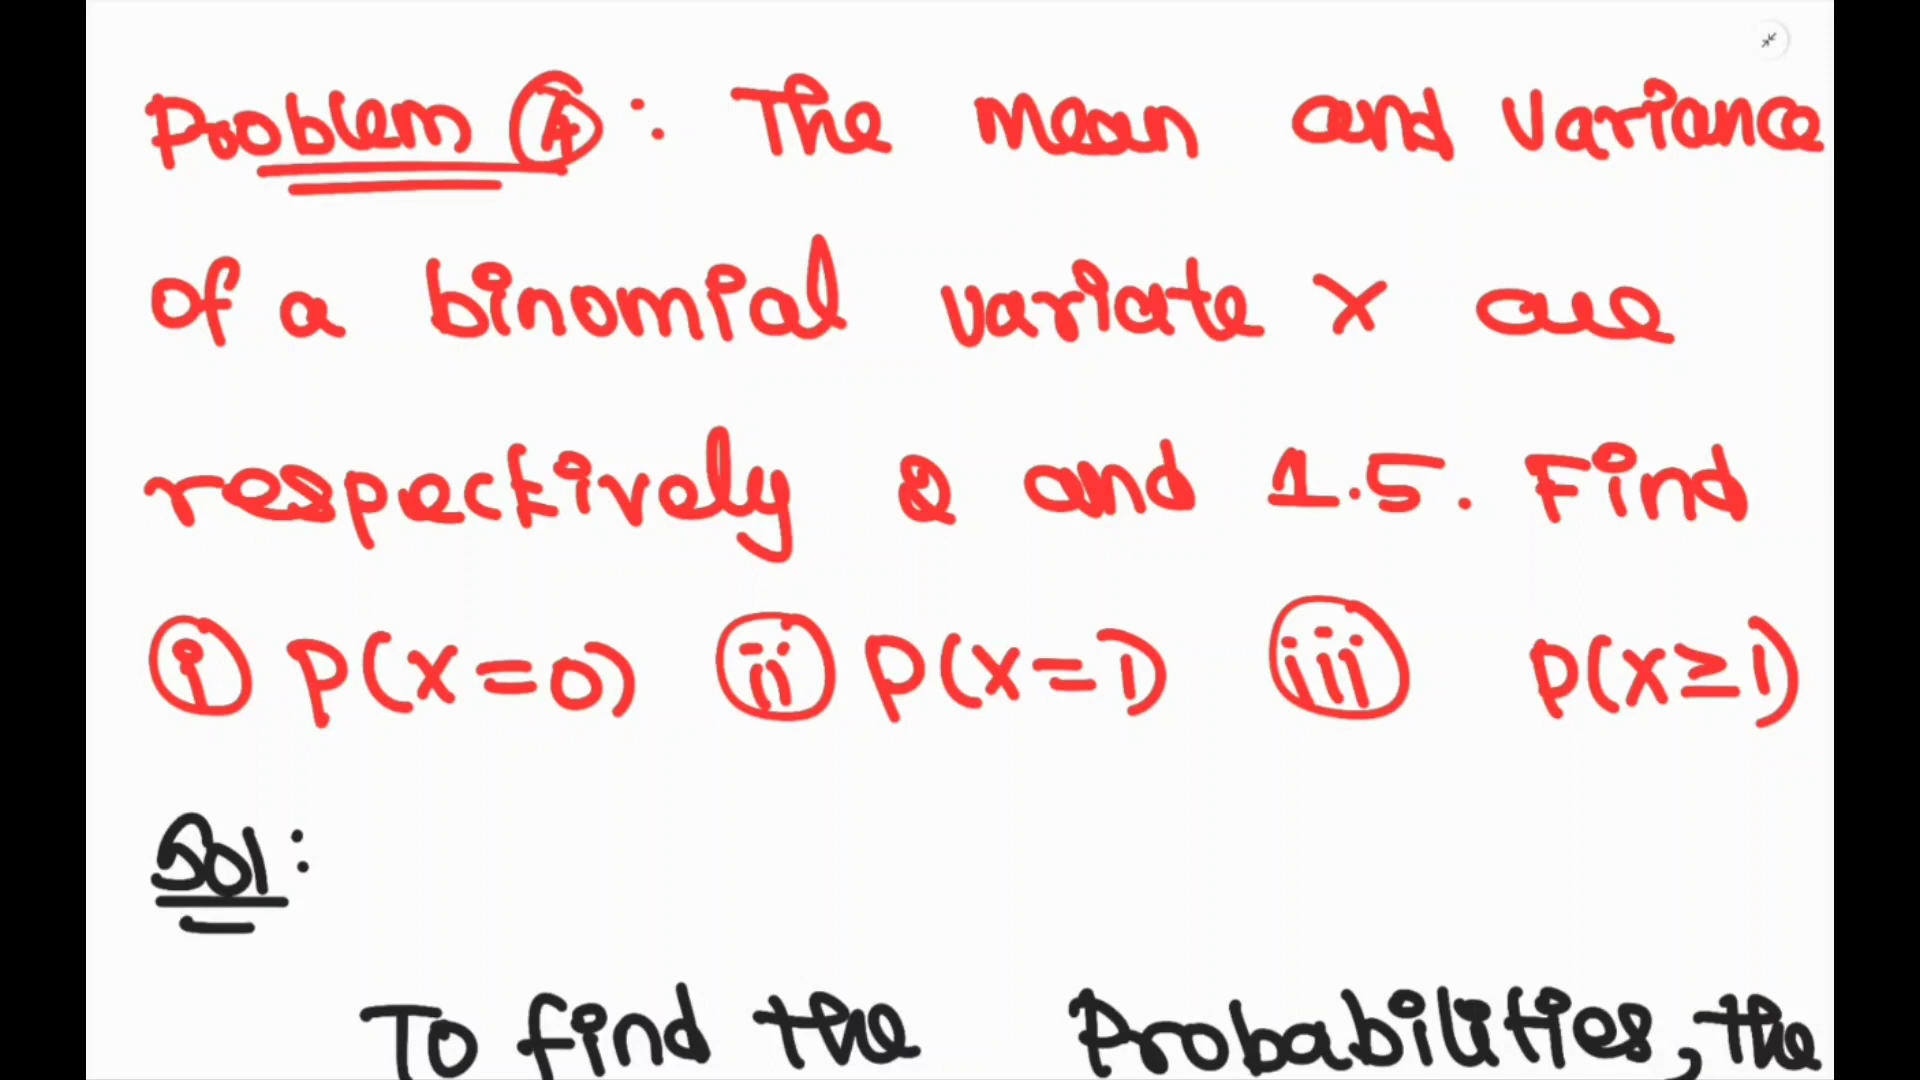 Problem 4: The mean and variance
of a binomial variate X are
respectively 2 and 1.5. Find
i P(X=0) ii P(X=1) iii P(X≥1)
Sol:
To find the Probabilities, the